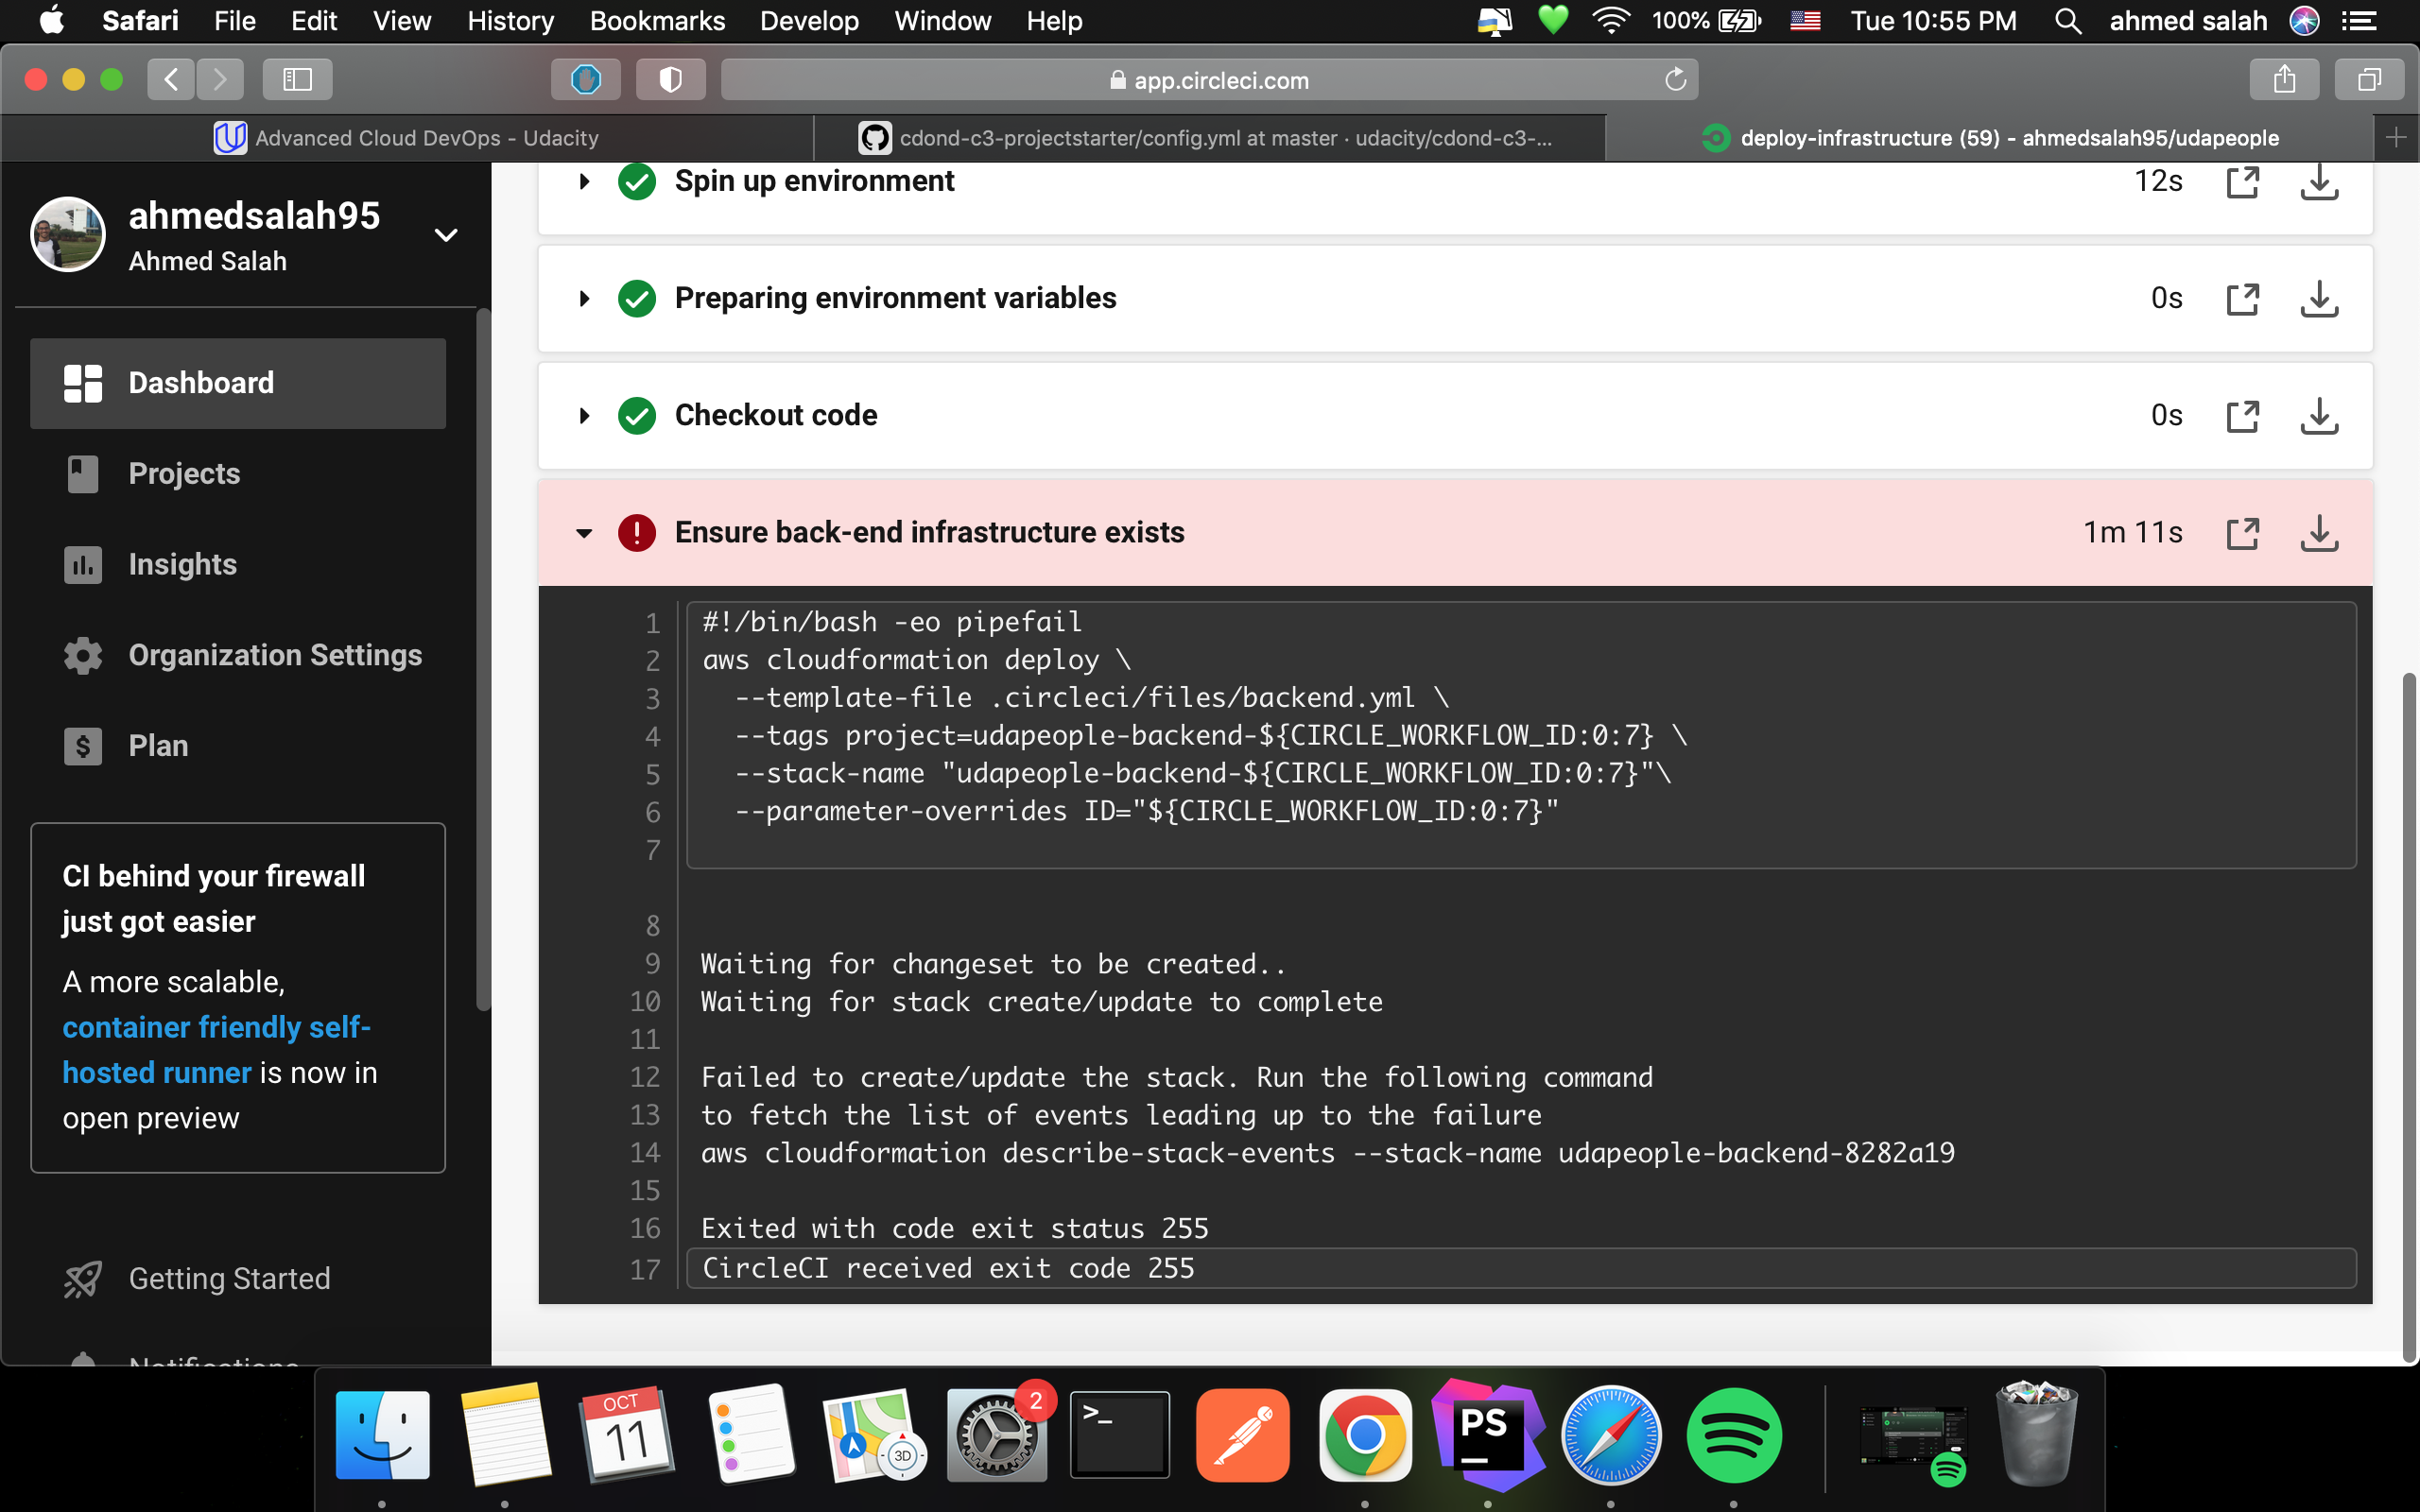 Safari File Edit View History Bookmarks Develop Window Help 100% Tue 10:55 PM ahmed salah
app.circleci.com
Advanced Cloud DevOps - Udacity
cdond-c3-projectstarter/config.yml at master · udacity/cdond-c3-...
deploy-infrastructure (59) - ahmedsalah95/udapeople
ahmedsalah95
Ahmed Salah
Dashboard
Projects
Insights
Organization Settings
Plan
CI behind your firewall
just got easier
A more scalable,
container friendly self-
hosted runner is now in
open preview
Getting Started
Notifications
Spin up environment 12s
Preparing environment variables 0s
Checkout code 0s
Ensure back-end infrastructure exists 1m 11s
1 #!/bin/bash -eo pipefail
2 aws cloudformation deploy \
3 --template-file .circleci/files/backend.yml \
4 --tags project=udapeople-backend-${CIRCLE_WORKFLOW_ID:0:7} \
5 --stack-name "udapeople-backend-${CIRCLE_WORKFLOW_ID:0:7}"\
6 --parameter-overrides ID="${CIRCLE_WORKFLOW_ID:0:7}"
7
8
9 Waiting for changeset to be created..
10 Waiting for stack create/update to complete
11
12 Failed to create/update the stack. Run the following command
13 to fetch the list of events leading up to the failure
14 aws cloudformation describe-stack-events --stack-name udapeople-backend-8282a19
15
16 Exited with code exit status 255
17 CircleCI received exit code 255
OCT
11
3D
2
>_
PS